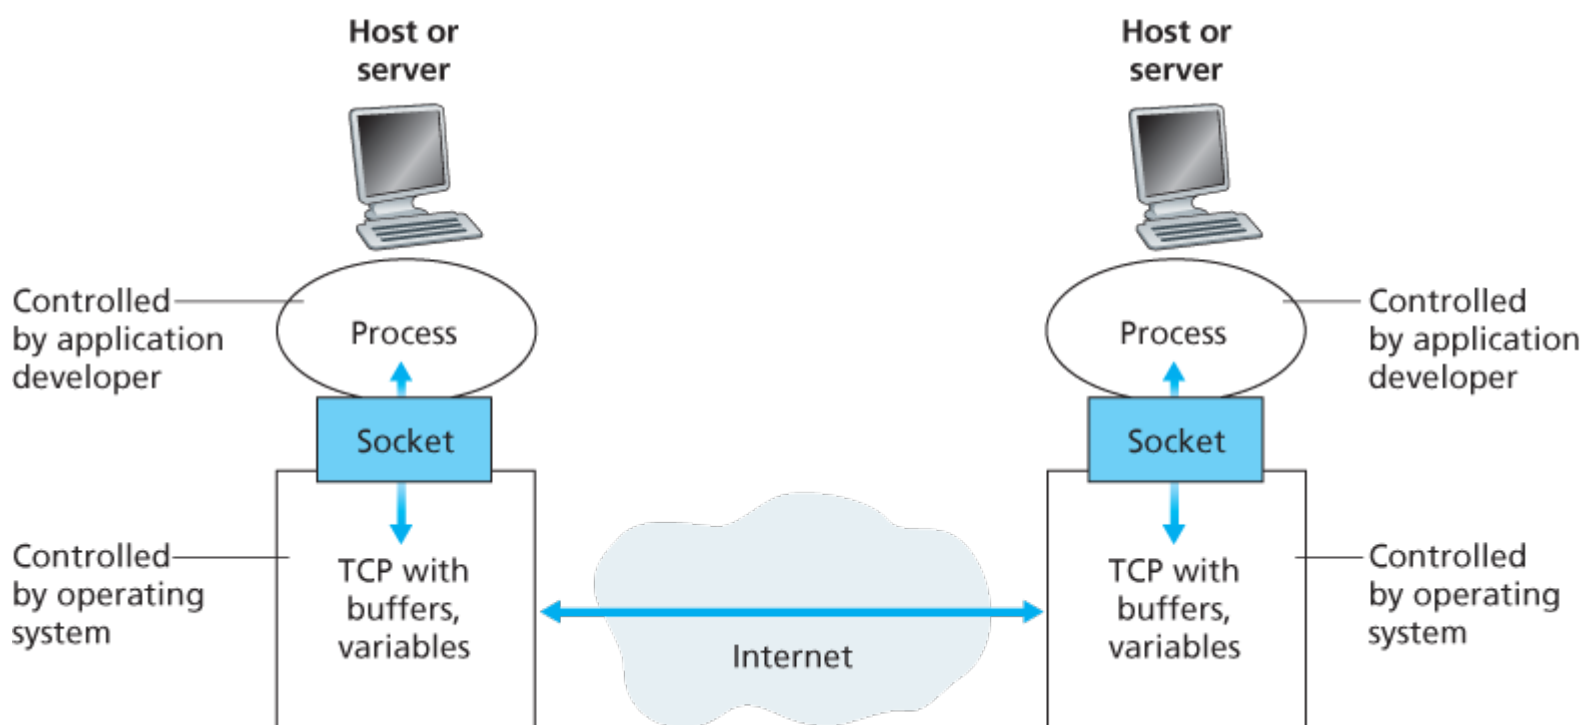 Host or
server
Host or
server
Controlled
by application
developer
Process
Process
Controlled
by application
developer
Socket
Socket
Controlled
by operating
system
TCP with
buffers,
variables
Internet
TCP with
buffers,
variables
Controlled
by operating
system